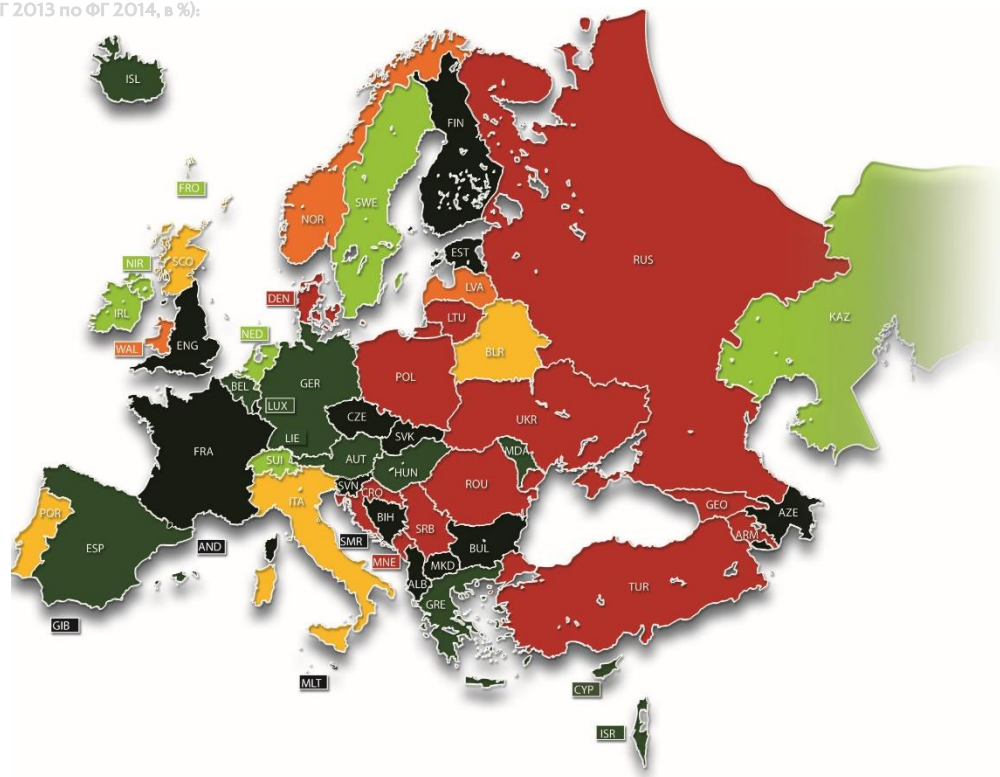 Г 2013 по ФГ 2014, в %):
ISL
FIN
FRO
NOR
SWE
SCO
EST
RUS
NIR
LVA
IRL
DEN
LTU
KAZ
WAL
ENG
NED
BLR
BEL
GER
POL
LUX
CZE
UKR
FRA
LIE
SVK
SUI
AUT
HUN
MDA
SVN
ROU
ITA
CRO
GEO
POR
BIH
AZE
SRB
ARM
AND
SMR
BUL
ESP
MNE
MKD
ALB
TUR
GRE
GIB
MLT
CYP
ISR